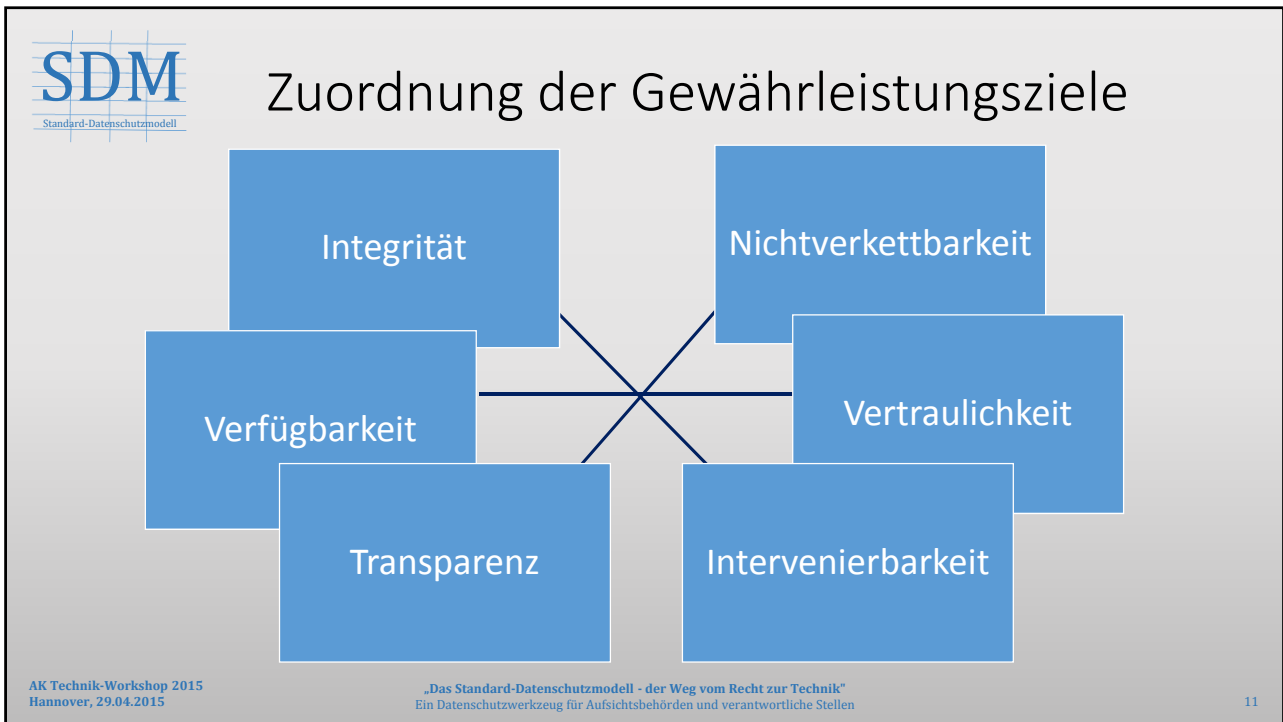 SDM
Standard-Datenschutzmodell
Zuordnung der Gewährleistungsziele
Integrität
Nichtverkettbarkeit
Verfügbarkeit
Vertraulichkeit
Transparenz
Intervenierbarkeit
AK Technik-Workshop 2015
Hannover, 29.04.2015
„Das Standard-Datenschutzmodell - der Weg vom Recht zur Technik"
Ein Datenschutzwerkzeug für Aufsichtsbehörden und verantwortliche Stellen
11